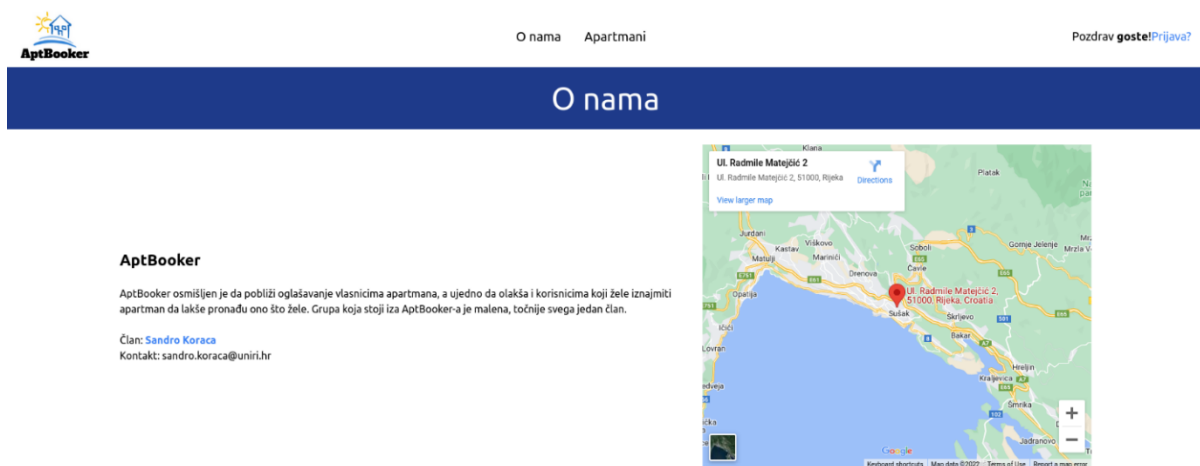 AptBooker
O nama
Apartmani
Pozdrav goste!Prijava?
O nama
AptBooker
AptBooker osmišljen je da pobliži oglašavanje vlasnicima apartmana, a ujedno da olakša i korisnicima koji žele iznajmiti
apartman da lakše pronađu ono što žele. Grupa koja stoji iza AptBooker-a je malena, točnije svega jedan član.
Član: Sandro Koraca
Kontakt: sandro.koraca@uniri.hr
Ul. Radmile Matejčić 2
Ul. Radmile Matejčić 2, 51000, Rijeka
Directions
View larger map
Klana
Platak
Jurdani
Kastav
Viškovo
Marinići
Matulji
Soboli
Gornje Jelenje
Mrzla V
Čavle
Drenova
Opatija
Ul. Radmile Matejčić 2,
51000, Rijeka, Croatia
Sušak
Škrljevo
Ičići
Bakar
Lovran
Hreljin
Kraljevica
Šmrika
Jadranovo
Google
Keyboard shortcuts
Map data ©2022
Terms of Use
Report a map error